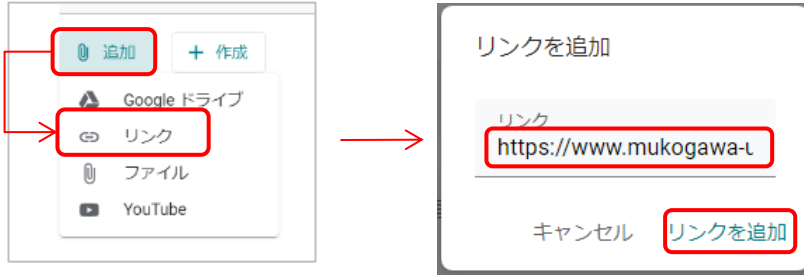 追加
作成
Google ドライブ
リンク
ファイル
YouTube
リンクを追加
リンク
https://www.mukogawa-u
キャンセル リンクを追加